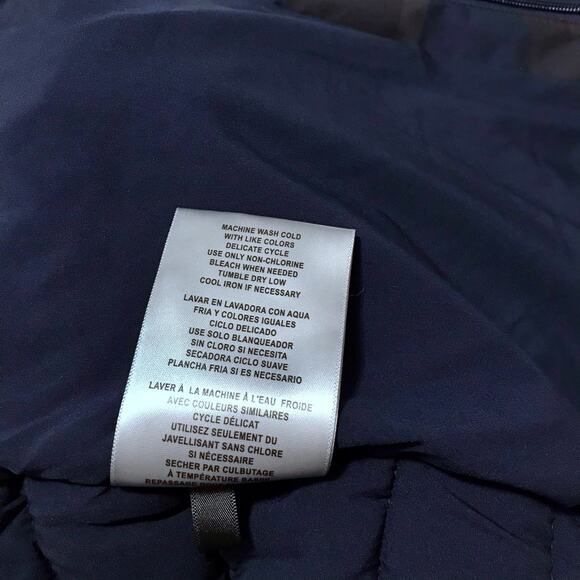 MACHINE WASH COLD
WITH LIKE COLORS
DELICATE CYCLE
USE ONLY NON-CHLORINE
BLEACH WHEN NEEDED
TUMBLE DRY LOW
COOL IRON IF NECESSARY
LAVAR EN LAVADORA CON AQUA
FRIA Y COLORES IGUALES
CICLO DELICADO
USE SOLO BLANQUEADOR
SIN CLORO SI NECESITA
SECADORA CICLO SUAVE
PLANCHA FRIA SI ES NECESARIO
LAVER À LA MACHINE À L'EAU FROIDE
AVEC COULEURS SIMILAIRES
CYCLE DÉLICAT
UTILISEZ SEULEMENT DU
JAVELLISANT SANS CHLORE
SI NÉCESSAIRE
SECHER PAR CULBUTAGE
À TEMPÉRATURE
REPASSAGE